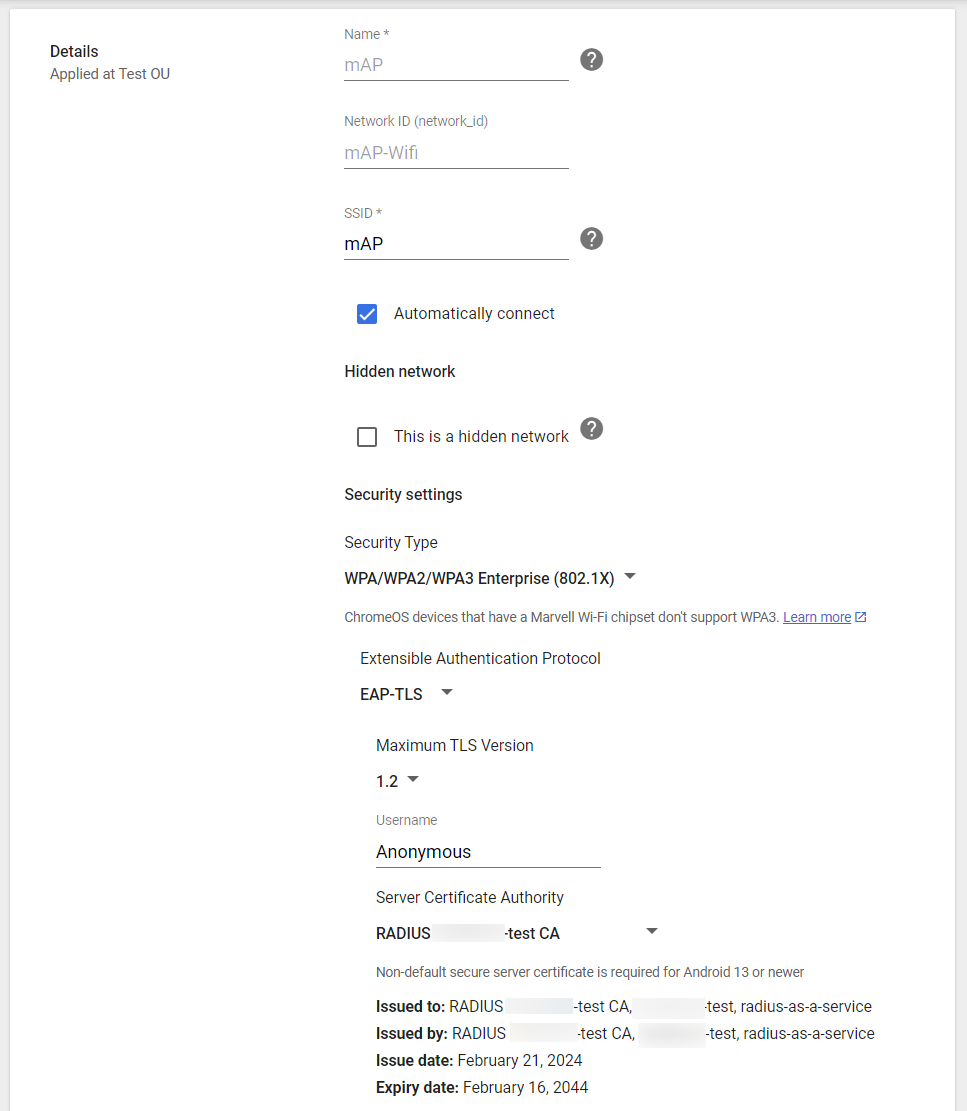 Details
Applied at Test OU
Name *
mAP
?
Network ID (network_id)
mAP-Wifi
SSID *
mAP
?
Automatically connect
Hidden network
This is a hidden network
?
Security settings
Security Type
WPA/WPA2/WPA3 Enterprise (802.1X)
ChromeOS devices that have a Marvell Wi-Fi chipset don't support WPA3. Learn more
Extensible Authentication Protocol
EAP-TLS
Maximum TLS Version
1.2
Username
Anonymous
Server Certificate Authority
RADIUS -test CA
Non-default secure server certificate is required for Android 13 or newer
Issued to: RADIUS -test CA, -test, radius-as-a-service
Issued by: RADIUS -test CA, -test, radius-as-a-service
Issue date: February 21, 2024
Expiry date: February 16, 2044